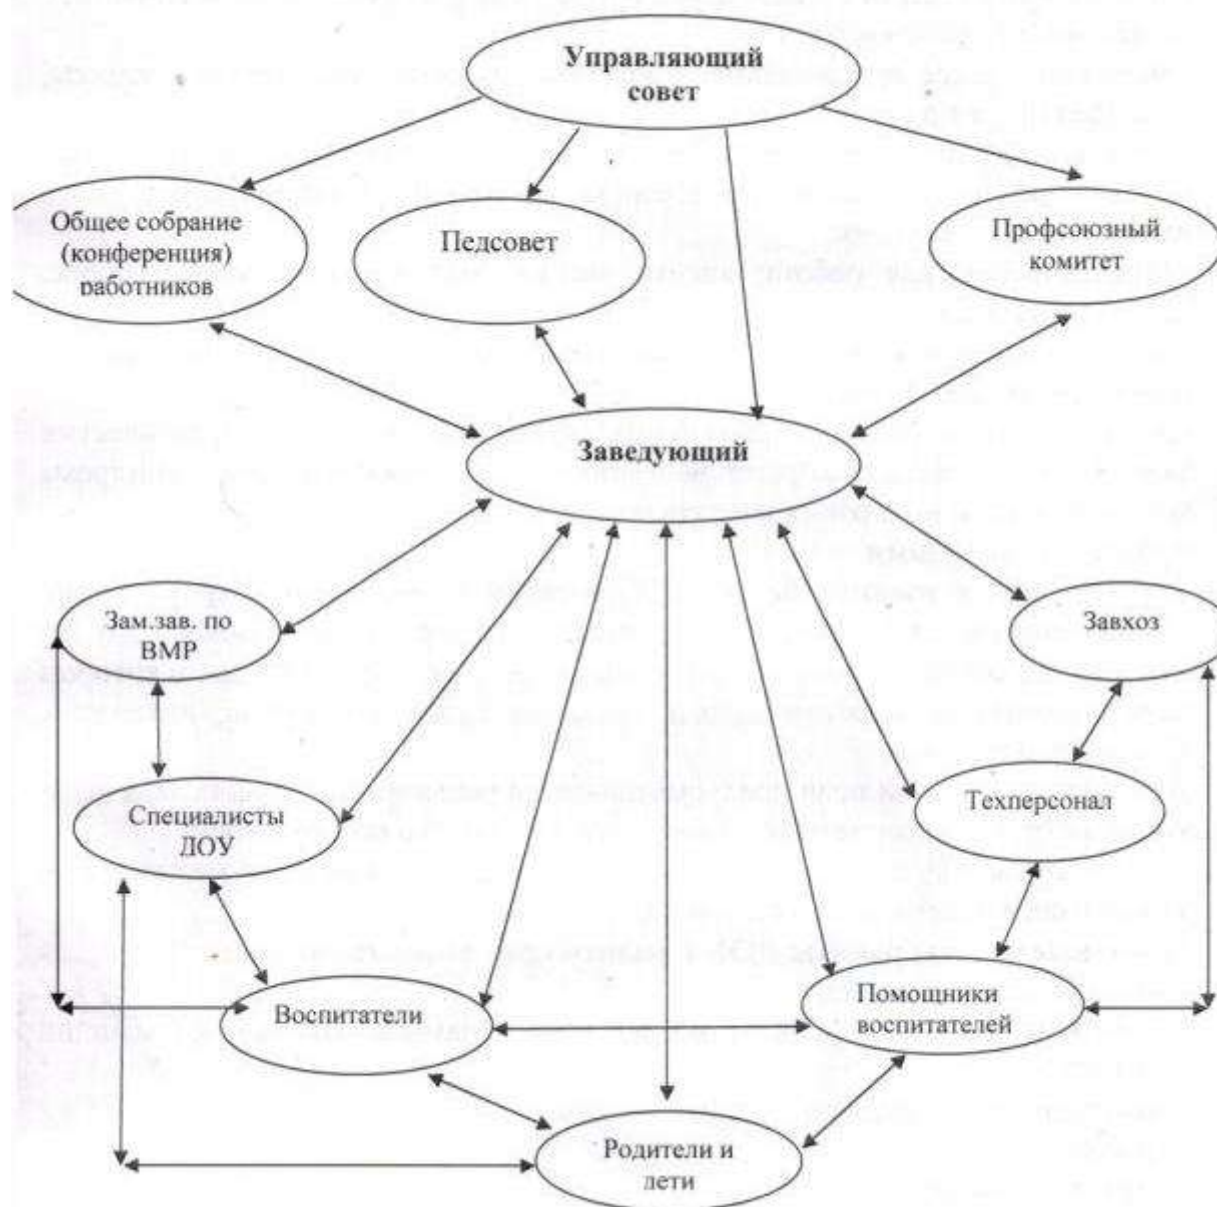 Управляющий
совет
Общее собрание
(конференция)
работников
Педсовет
Профсоюзный
комитет
Заведующий
Зам.зав. по
ВМР
Завхоз
Специалисты
ДОУ
Техперсонал
Воспитатели
Помощники
воспитателей
Родители и
дети